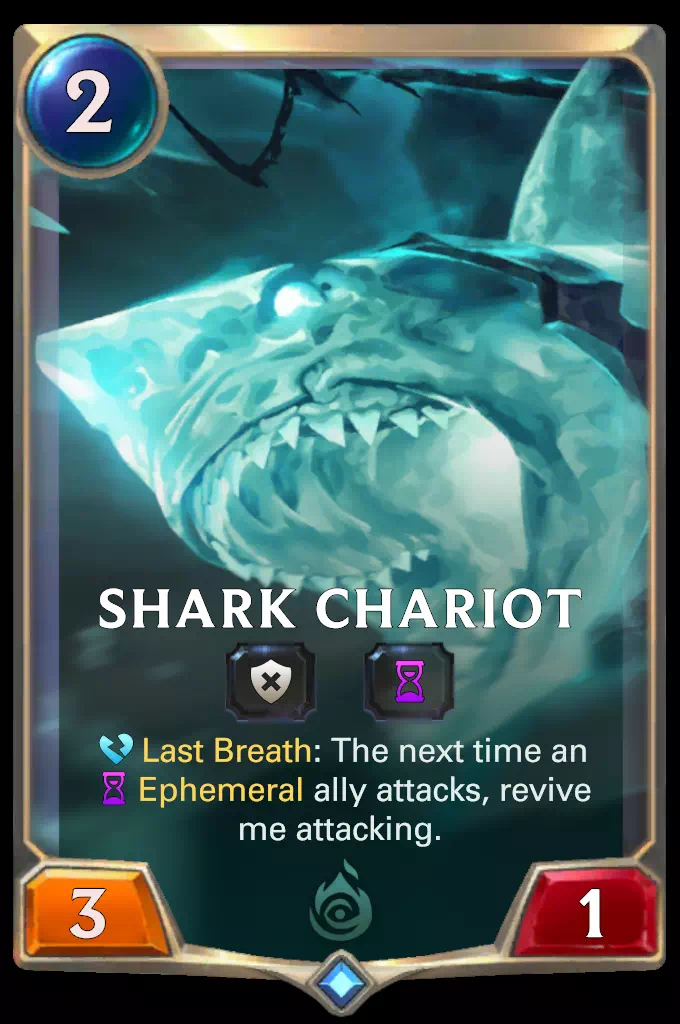 2
SHARK CHARIOT
Last Breath: The next time an
Ephemeral ally attacks, revive
me attacking.
3
1